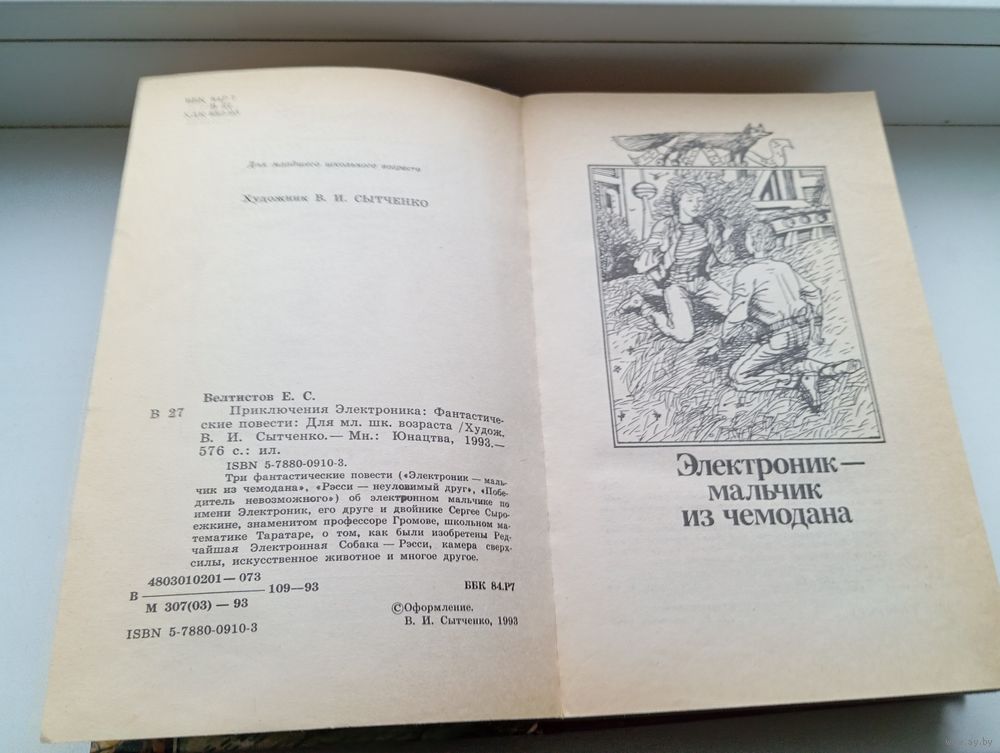 ББК 84Р7
В 27
Для младшего школьного возраста
Художник В. И. СЫТЧЕНКО
Велтистов Е. С.
В 27
Приключения Электроника: Фантастиче-
ские повести: Для мл. шк. возраста /Худож.
В. И. Сытченко.— Мн.: Юнацтва, 1993.—
576 с.: ил.
ISBN 5-7880-0910-3.
Три фантастические повести («Электроник — маль-
чик из чемодана», «Рэсси — неуловимый друг», «Побе-
дитель невозможного») об электронном мальчике по
имени Электроник, его друге и двойнике Сергее Сыро-
ежкине, знаменитом профессоре Громове, школьном ма-
тематике Таратаре, о том, как были изобретены Ред-
чайшая Электронная Собака — Рэсси, камера сверх-
силы, искусственное животное и многое другое.
4803010201—073
В 109—93
М 307(03) — 93
ББК 84.Р7
ISBN 5-7880-0910-3
©Оформление.
В. И. Сытченко, 1993
Электроник—
мальчик
из чемодана